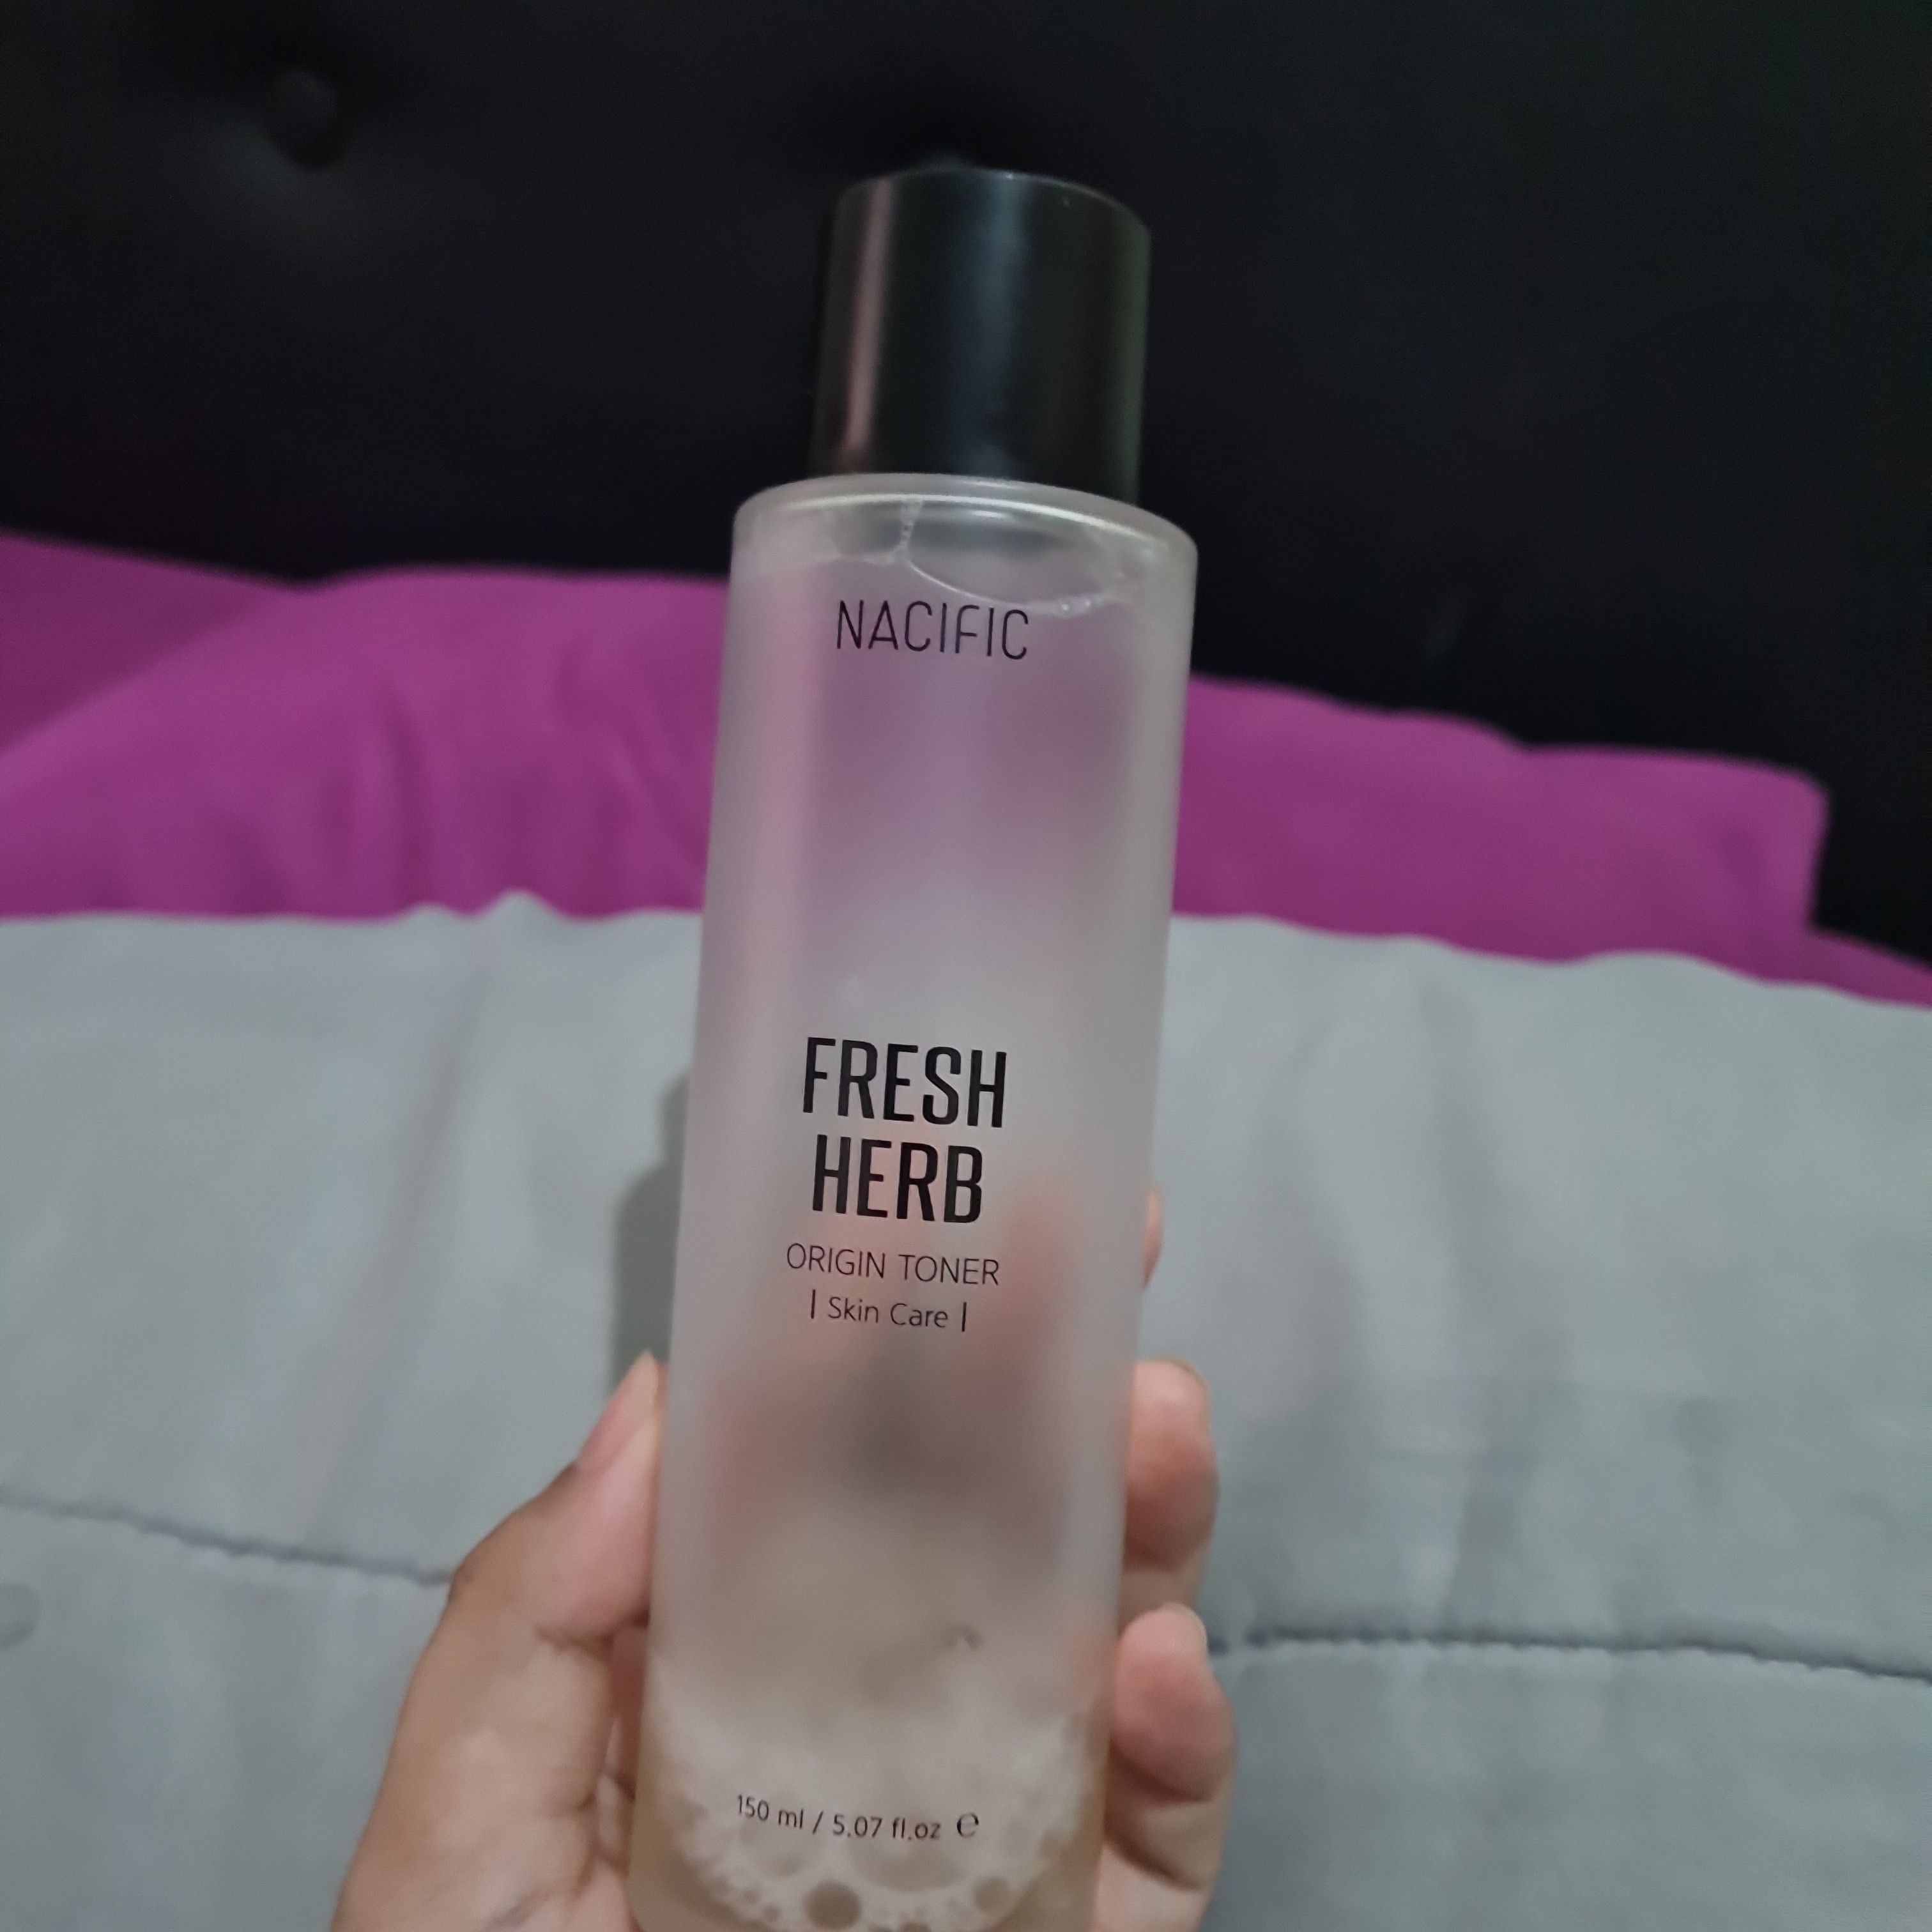 NACIFIC
FRESH
HERB
ORIGIN TONER
| Skin Care |
150 ml / 5.07 fl.oz ℮